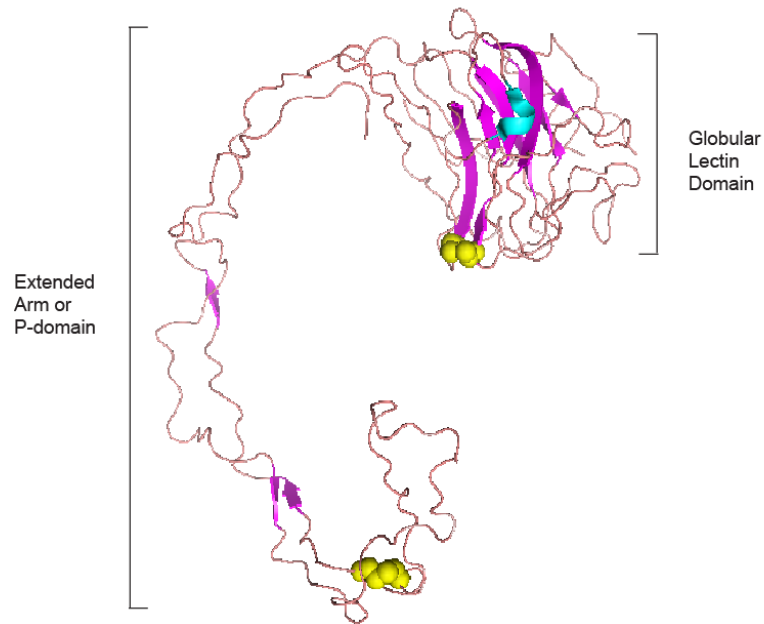 Globular
Lectin
Domain
Extended
Arm or
P-domain